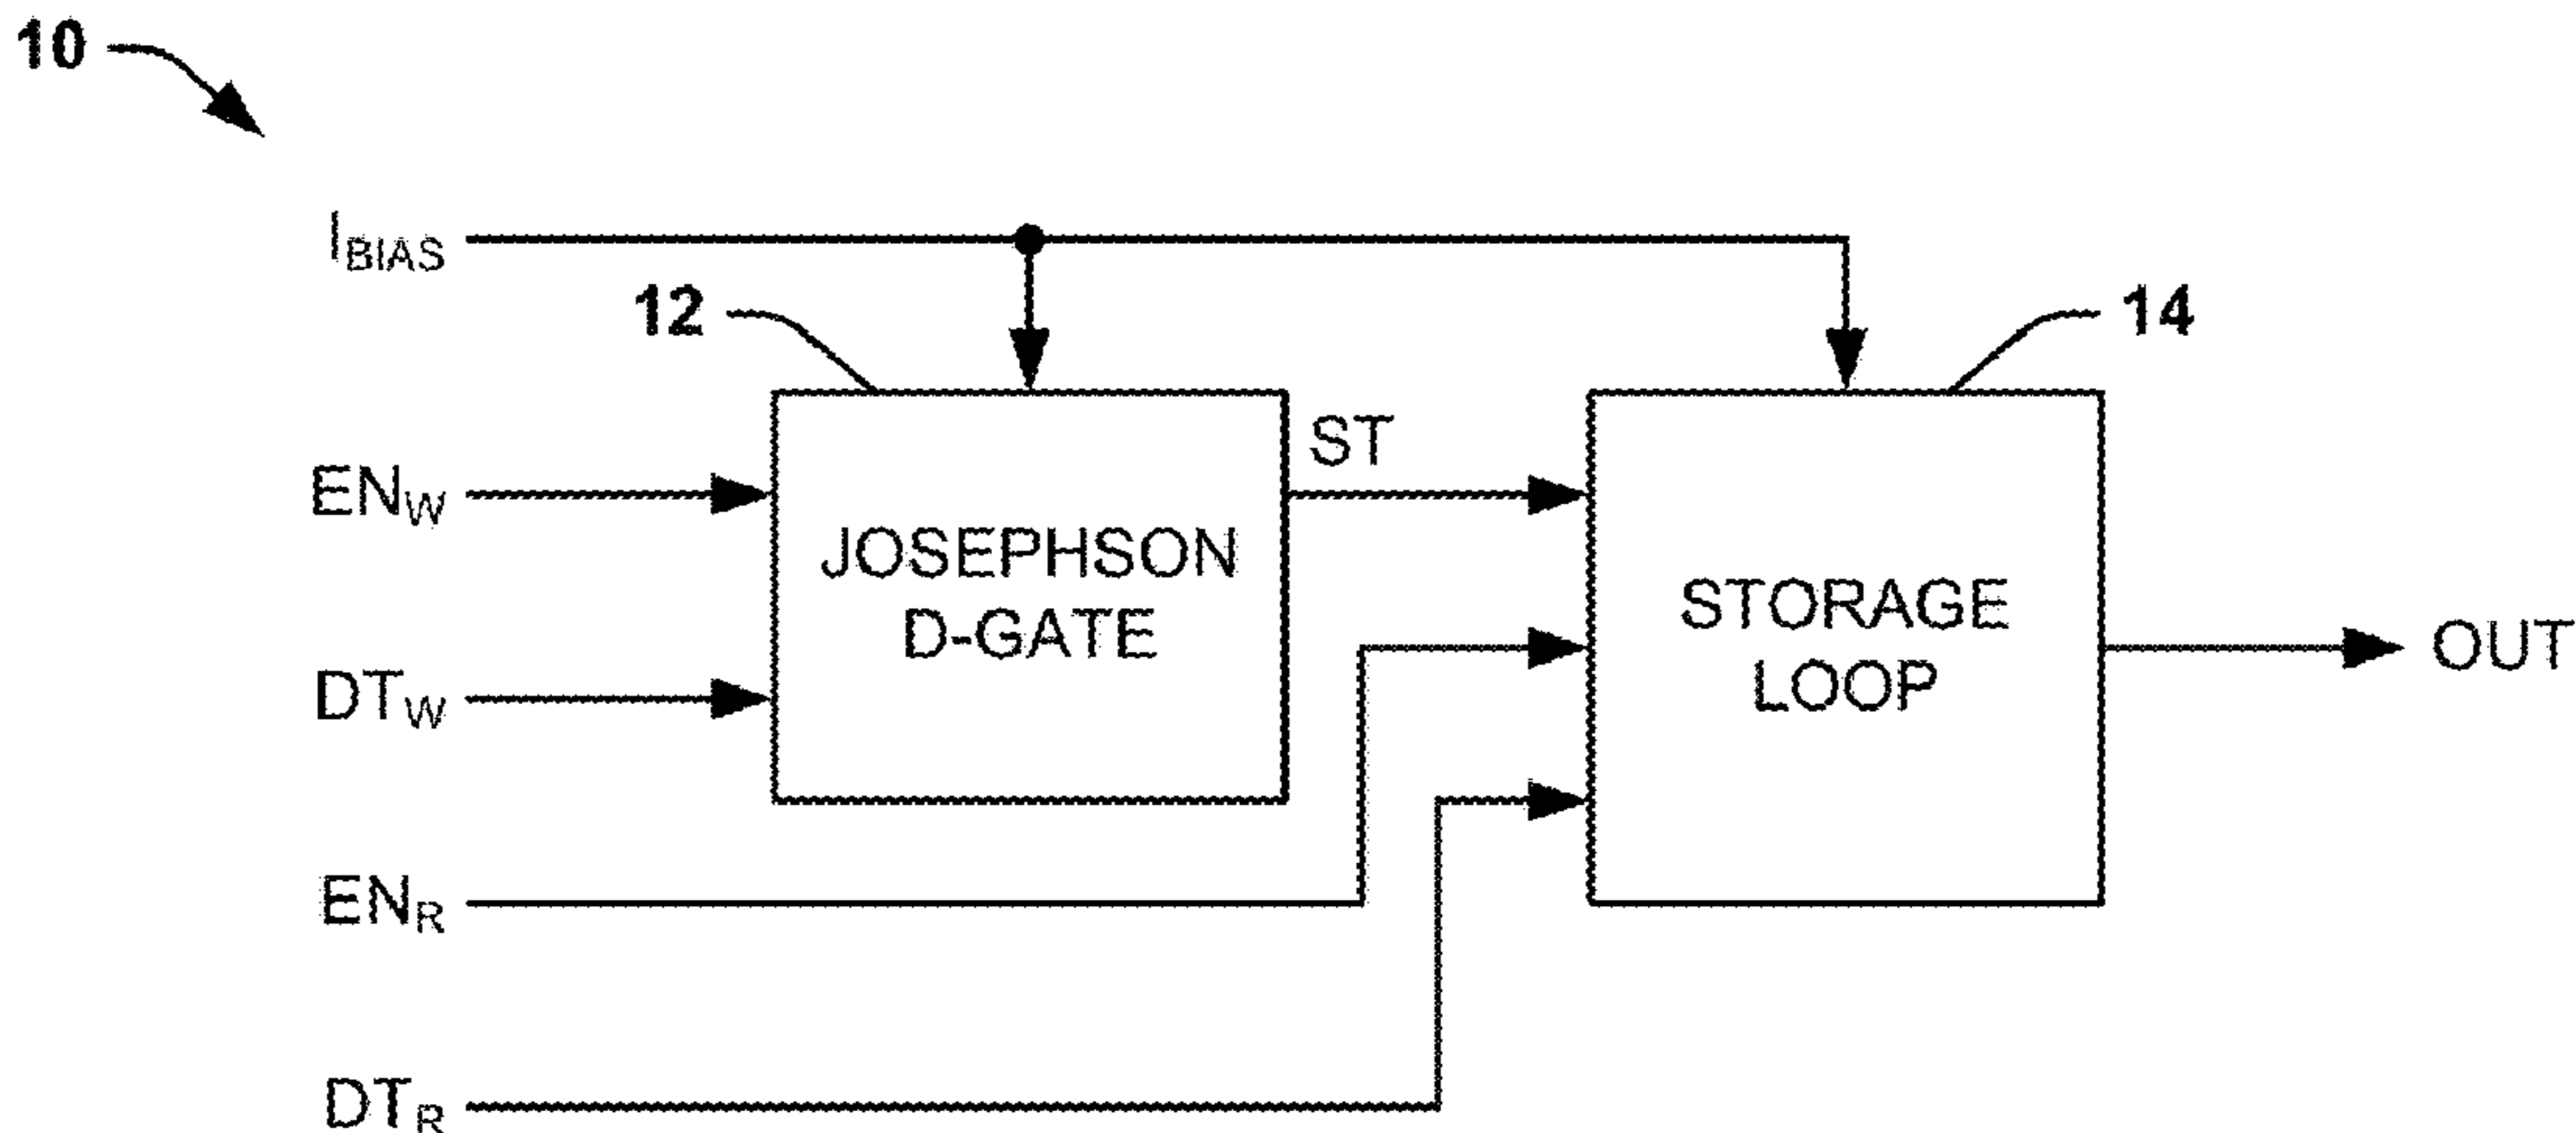 10
I_BIAS
12
14
EN_W
ST
JOSEPHSON
D-GATE
STORAGE
LOOP
OUT
DT_W
EN_R
DT_R